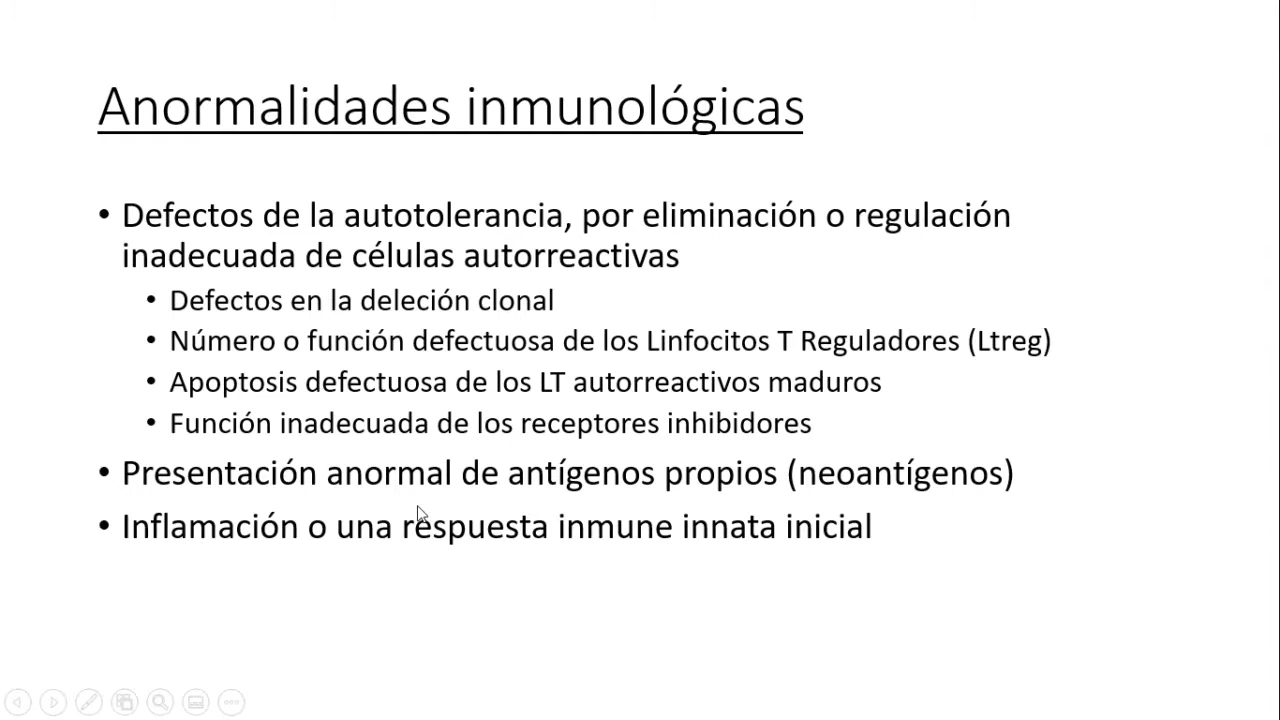 Anormalidades inmunológicas
• Defectos de la autotolerancia, por eliminación o regulación
inadecuada de células autorreactivas
• Defectos en la deleción clonal
• Número o función defectuosa de los Linfocitos T Reguladores (Ltreg)
• Apoptosis defectuosa de los LT autorreactivos maduros
• Función inadecuada de los receptores inhibidores
• Presentación anormal de antígenos propios (neoantígenos)
• Inflamación o una respuesta inmune innata inicial